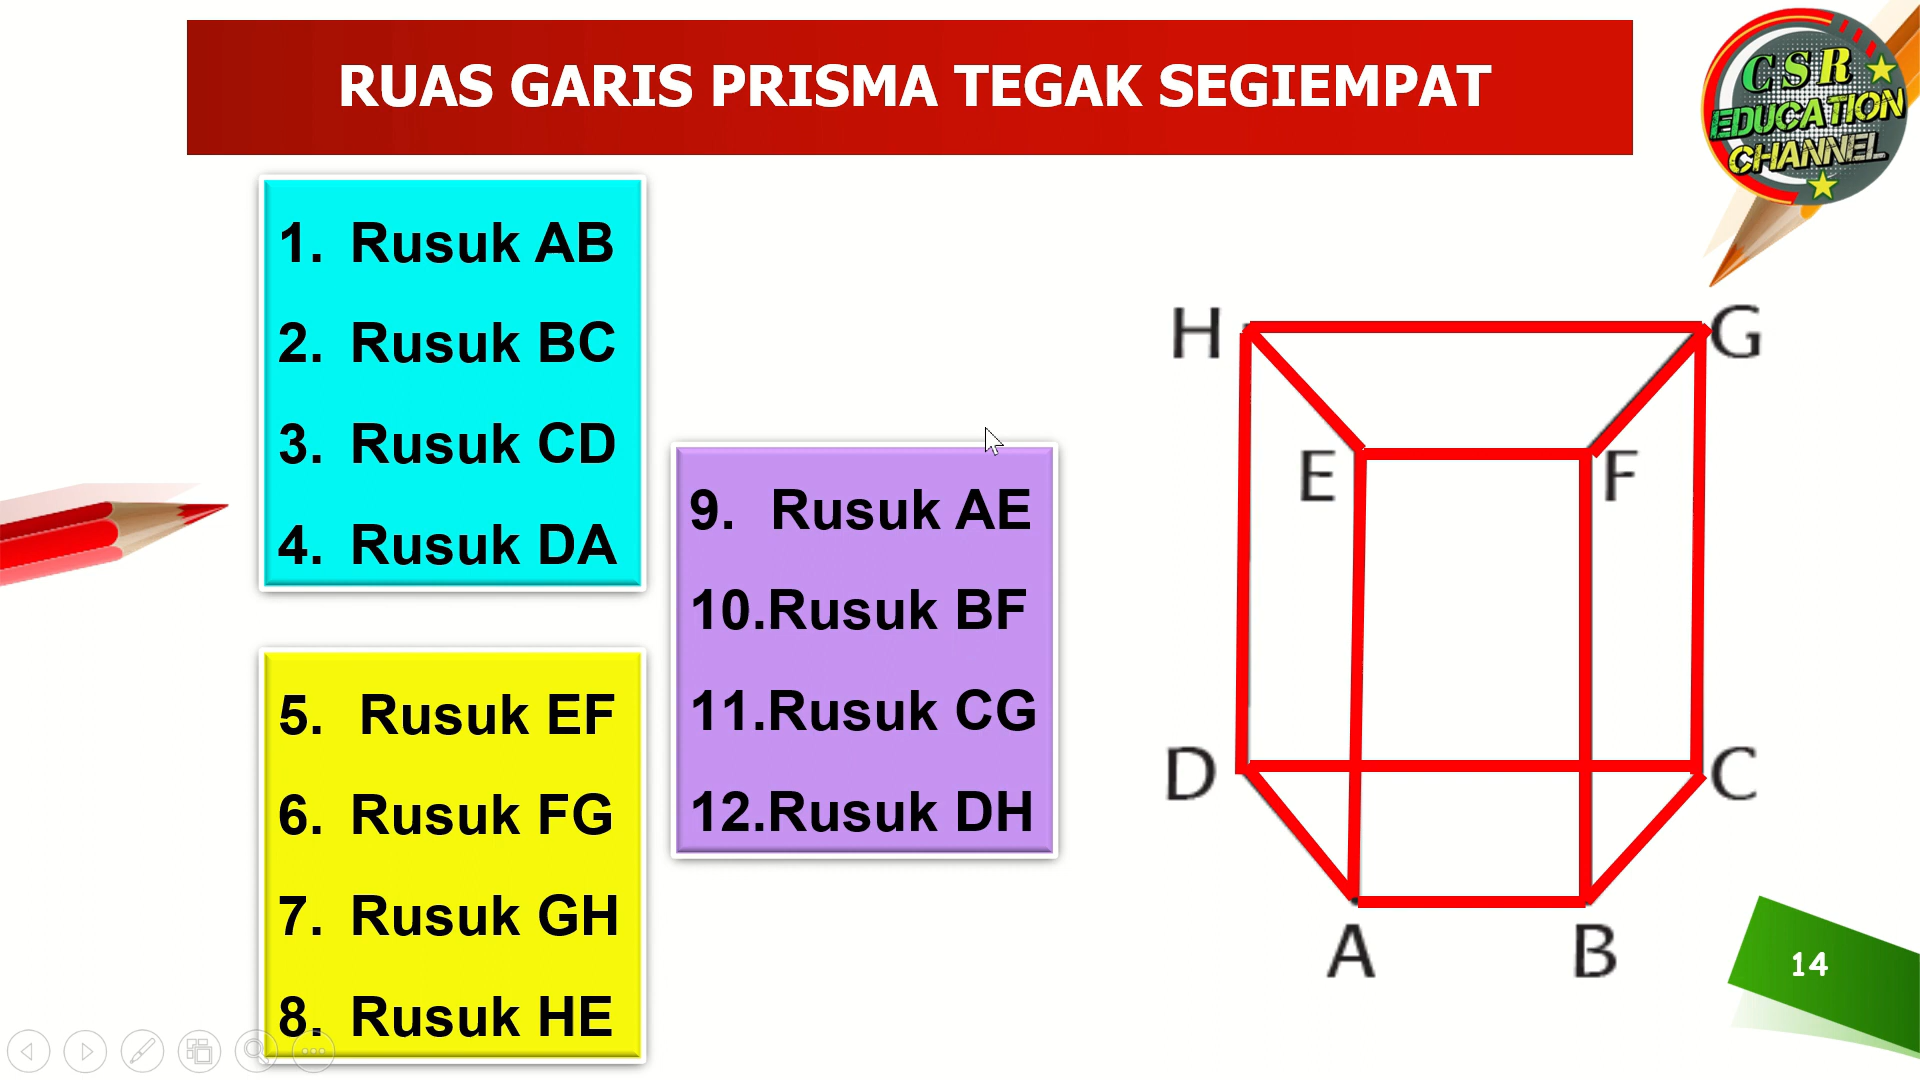 RUAS GARIS PRISMA TEGAK SEGIEMPAT
CSR
EDUCATION
CHANNEL
1. Rusuk AB
2. Rusuk BC
3. Rusuk CD
4. Rusuk DA
5. Rusuk EF
6. Rusuk FG
7. Rusuk GH
8. Rusuk HE
9. Rusuk AE
10.Rusuk BF
11.Rusuk CG
12.Rusuk DH
H G
E F
D C
A B
14